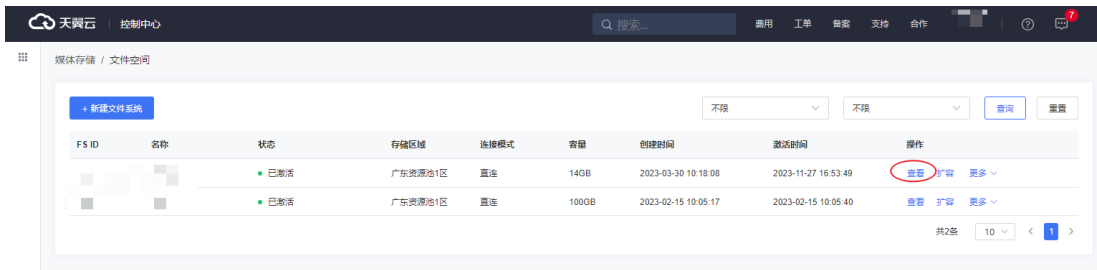 天翼云 控制中心 搜索... 费用 工单 备案 支持 合作 7
媒体存储 / 文件空间
+ 新建文件系统 不限 不限 查询 重置
FS ID 名称 状态 存储区域 连接模式 容量 创建时间 激活时间 操作
已激活 广东资源池1区 直连 14GB 2023-03-30 10:18:08 2023-11-27 16:53:49 查看 扩容 更多
已激活 广东资源池1区 直连 100GB 2023-02-15 10:05:17 2023-02-15 10:05:40 查看 扩容 更多
共2条 10 < 1 >